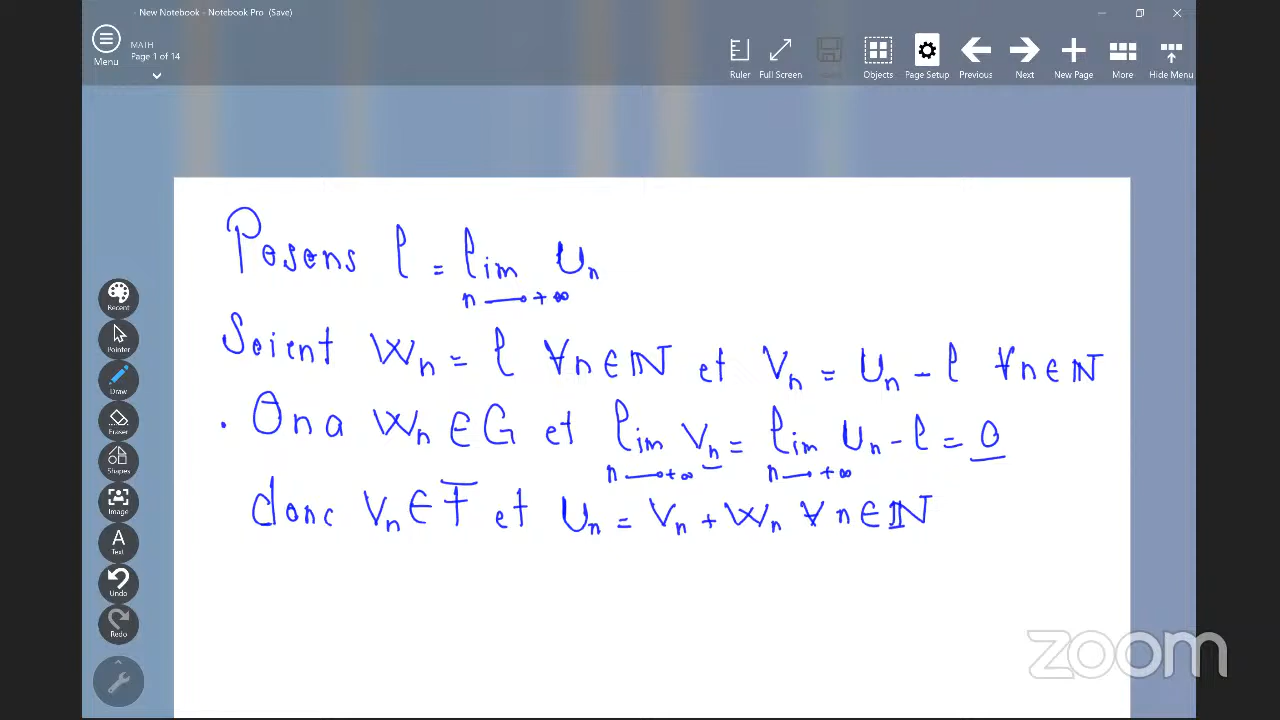 - New Notebook - Notebook Pro (Save)
Menu
MATH
Page 1 of 14
Ruler
Full Screen
Objects
Page Setup
Previous
Next
New Page
More
Hide Menu
Recent
Pointer
Draw
Eraser
Shapes
Image
Text
Undo
Redo
Posons l = lim Un
n → +∞
Soient Wn = l ∀n ∈ ℕ et Vn = Un - l ∀n ∈ ℕ
. On a Wn ∈ G et lim Vn = lim Un - l = 0
n → +∞ n → +∞
donc Vn ∈ F et Un = Vn + Wn ∀n ∈ ℕ
zoom